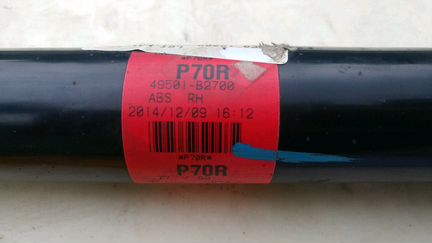 *P70R*
P70R
49501-B2700
ABS RH
2014/12/09 16:12
*P70R*
P70R